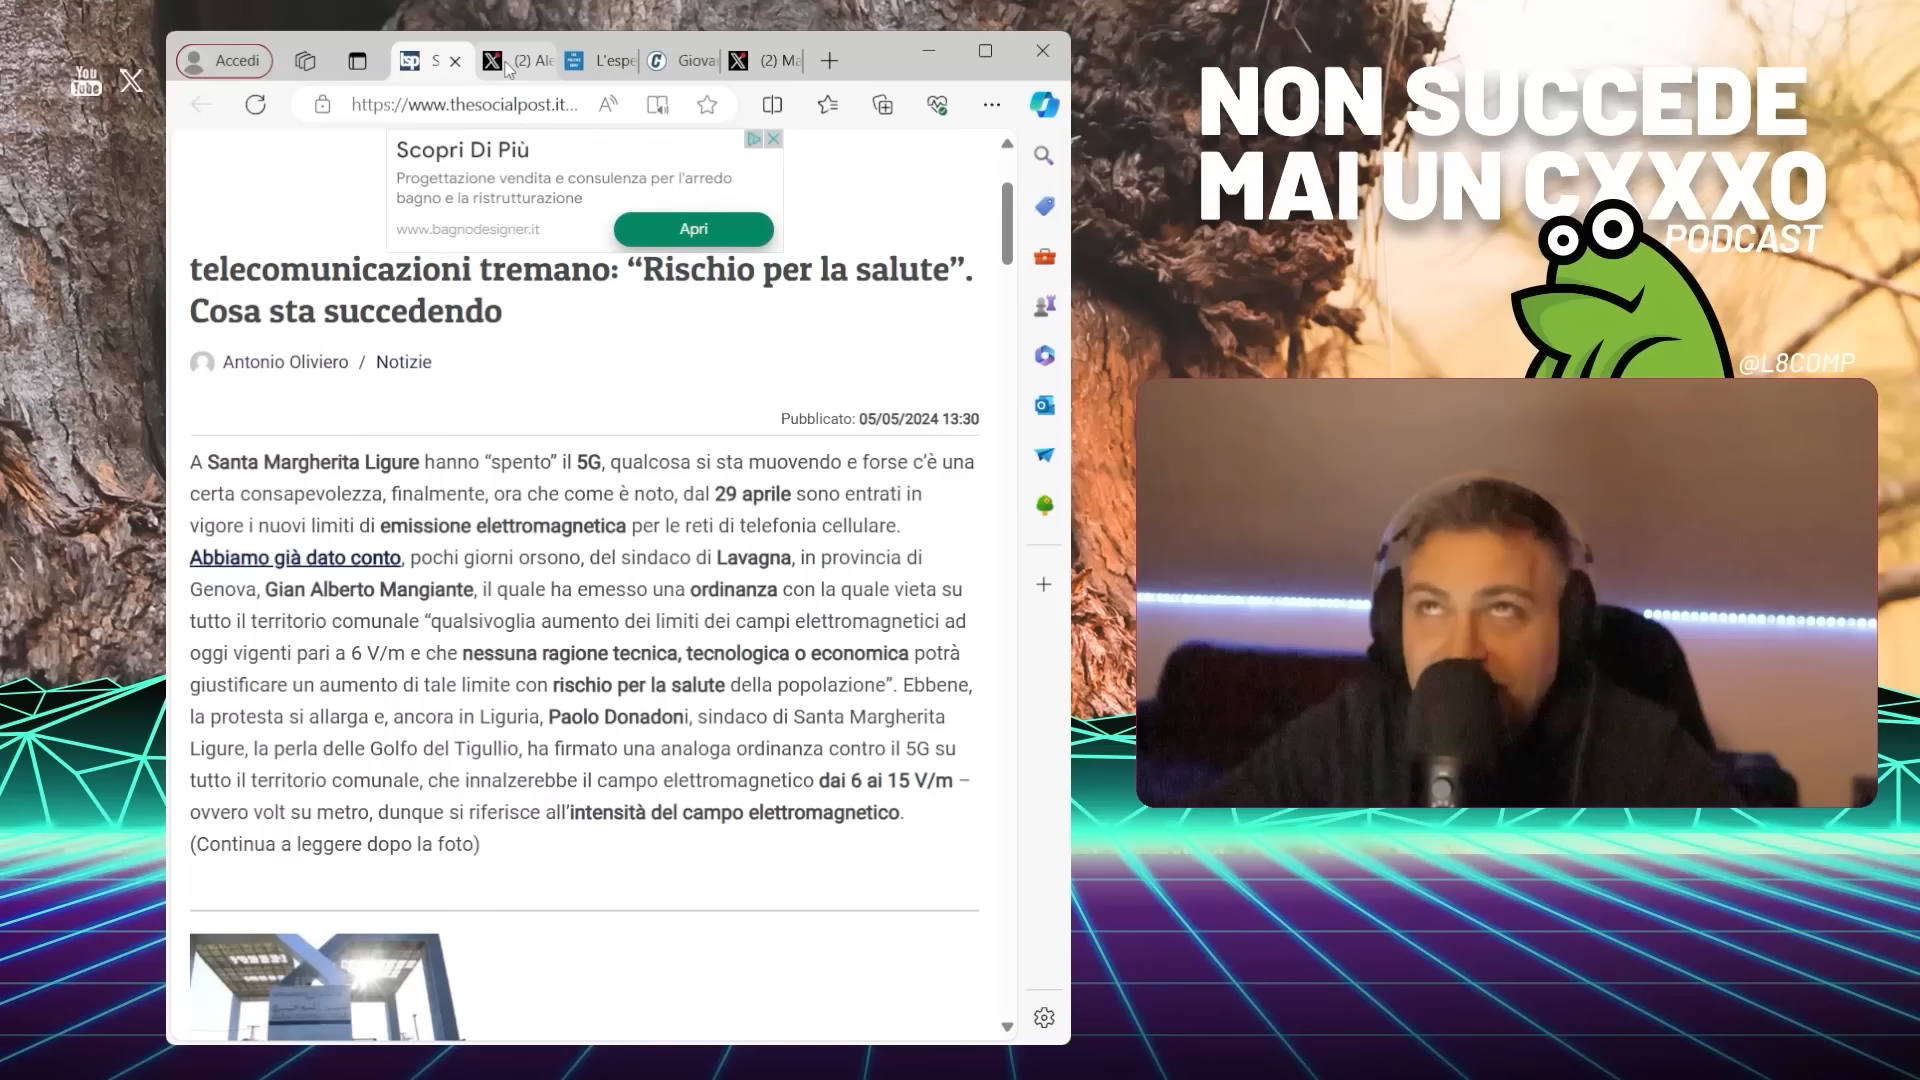 You
Tube
Accedi
S
(2) Ale
L'espe
Giova
(2) Ma
https://www.thesocialpost.it...
NON SUCCEDE
MAI UN CXXXO
PODCAST
@L8COMP
Scopri Di Più
Progettazione vendita e consulenza per l'arredo
bagno e la ristrutturazione
www.bagnodesigner.it
Apri
telecomunicazioni tremano: “Rischio per la salute”.
Cosa sta succedendo
Antonio Oliviero / Notizie
Pubblicato: 05/05/2024 13:30
A Santa Margherita Ligure hanno “spento” il 5G, qualcosa si sta muovendo e forse c’è una
certa consapevolezza, finalmente, ora che come è noto, dal 29 aprile sono entrati in
vigore i nuovi limiti di emissione elettromagnetica per le reti di telefonia cellulare.
Abbiamo già dato conto, pochi giorni orsono, del sindaco di Lavagna, in provincia di
Genova, Gian Alberto Mangiante, il quale ha emesso una ordinanza con la quale vieta su
tutto il territorio comunale “qualsivoglia aumento dei limiti dei campi elettromagnetici ad
oggi vigenti pari a 6 V/m e che nessuna ragione tecnica, tecnologica o economica potrà
giustificare un aumento di tale limite con rischio per la salute della popolazione”. Ebbene,
la protesta si allarga e, ancora in Liguria, Paolo Donadoni, sindaco di Santa Margherita
Ligure, la perla delle Golfo del Tigullio, ha firmato una analoga ordinanza contro il 5G su
tutto il territorio comunale, che innalzerebbe il campo elettromagnetico dai 6 ai 15 V/m –
ovvero volt su metro, dunque si riferisce all’intensità del campo elettromagnetico.
(Continua a leggere dopo la foto)